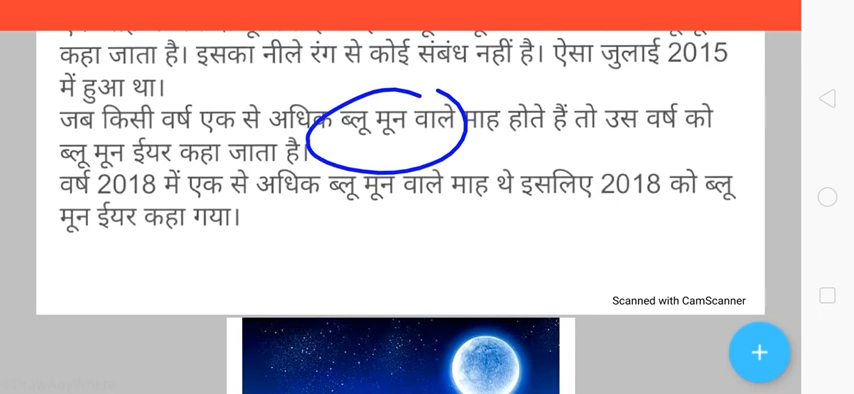 कहा जाता है। इसका नीले रंग से कोई संबंध नहीं है। ऐसा जुलाई 2015
में हुआ था।
जब किसी वर्ष एक से अधिक ब्लू मून वाले माह होते हैं तो उस वर्ष को
ब्लू मून ईयर कहा जाता है।
वर्ष 2018 में एक से अधिक ब्लू मून वाले माह थे इसलिए 2018 को ब्लू
मून ईयर कहा गया।
Scanned with CamScanner